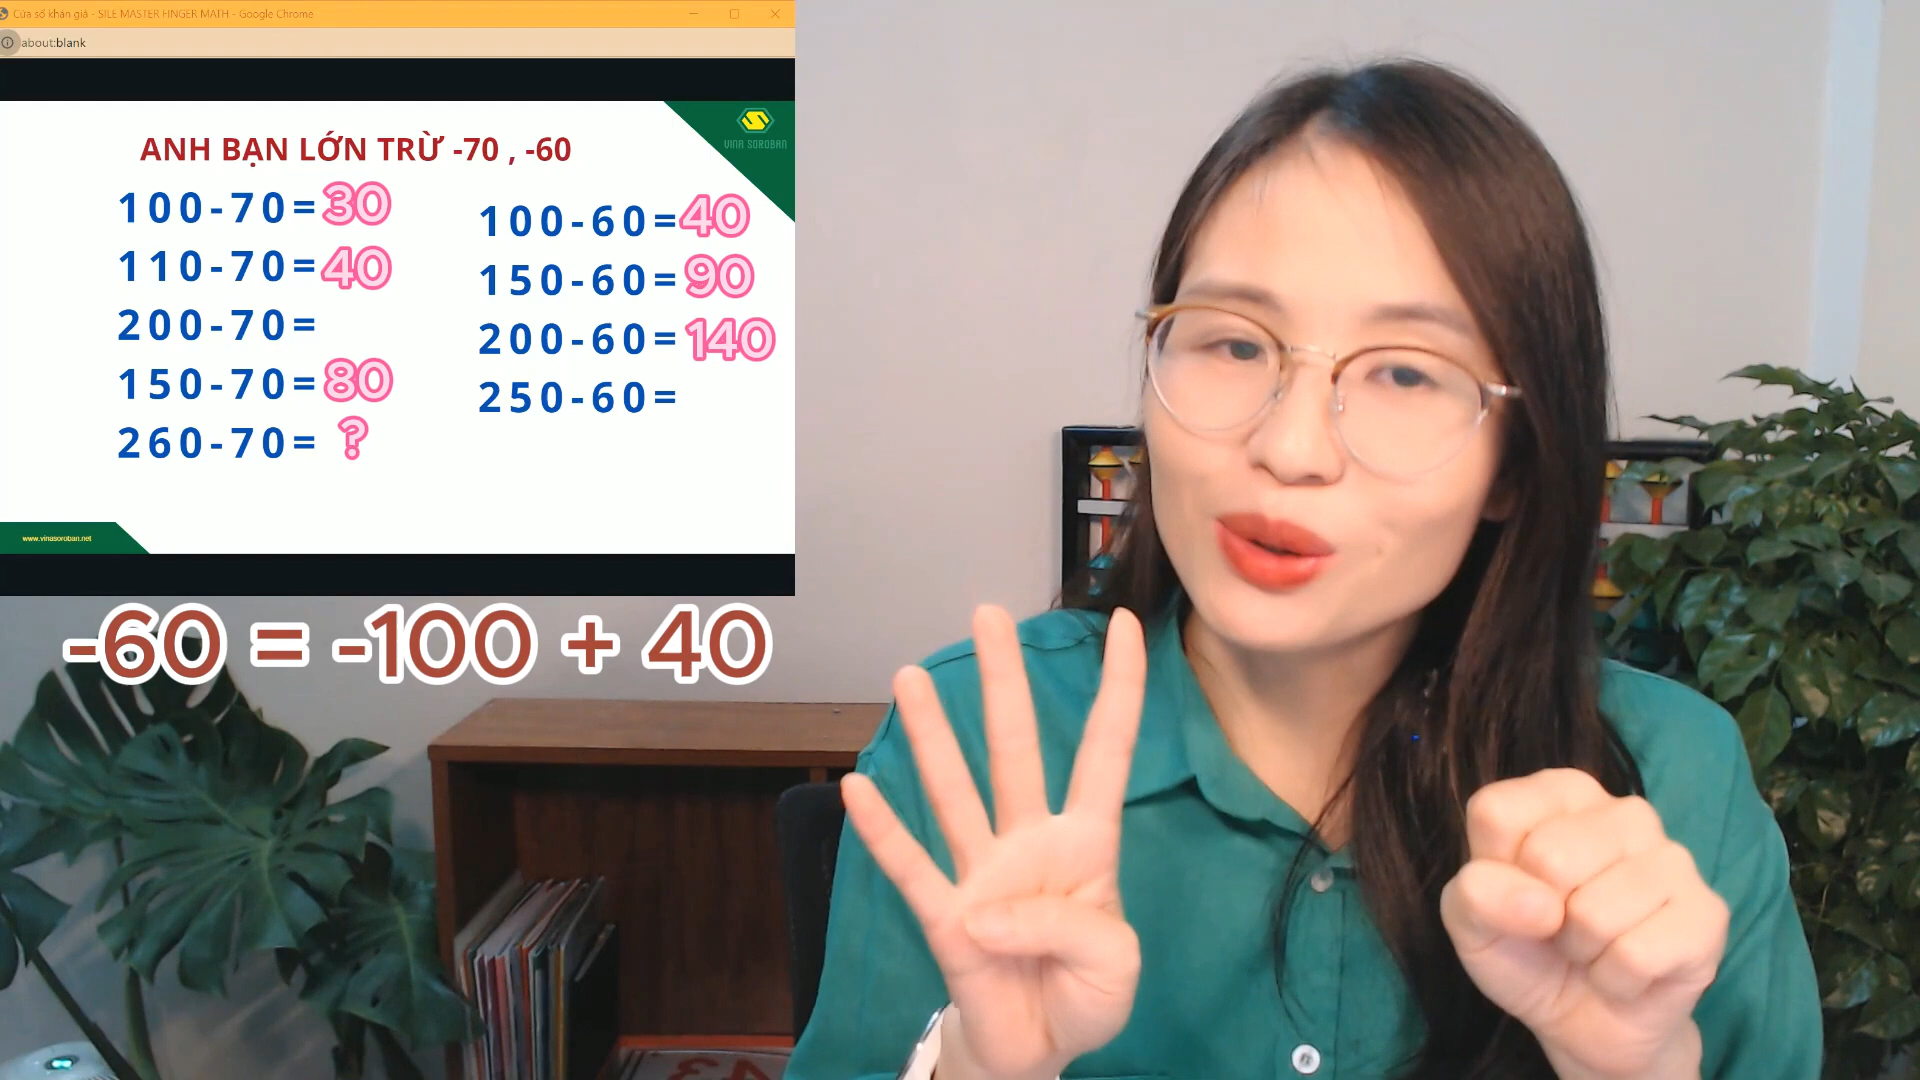 Cửa sổ khán giả - SILE MASTER FINGER MATH - Google Chrome
about:blank
VINA SOROBAN
ANH BẠN LỚN TRỪ -70 , -60
100-70=30
110-70=40
200-70=
150-70=80
260-70= ?
100-60=40
150-60=90
200-60=140
250-60=
www.vinasoroban.net
-60 = -100 + 40
43